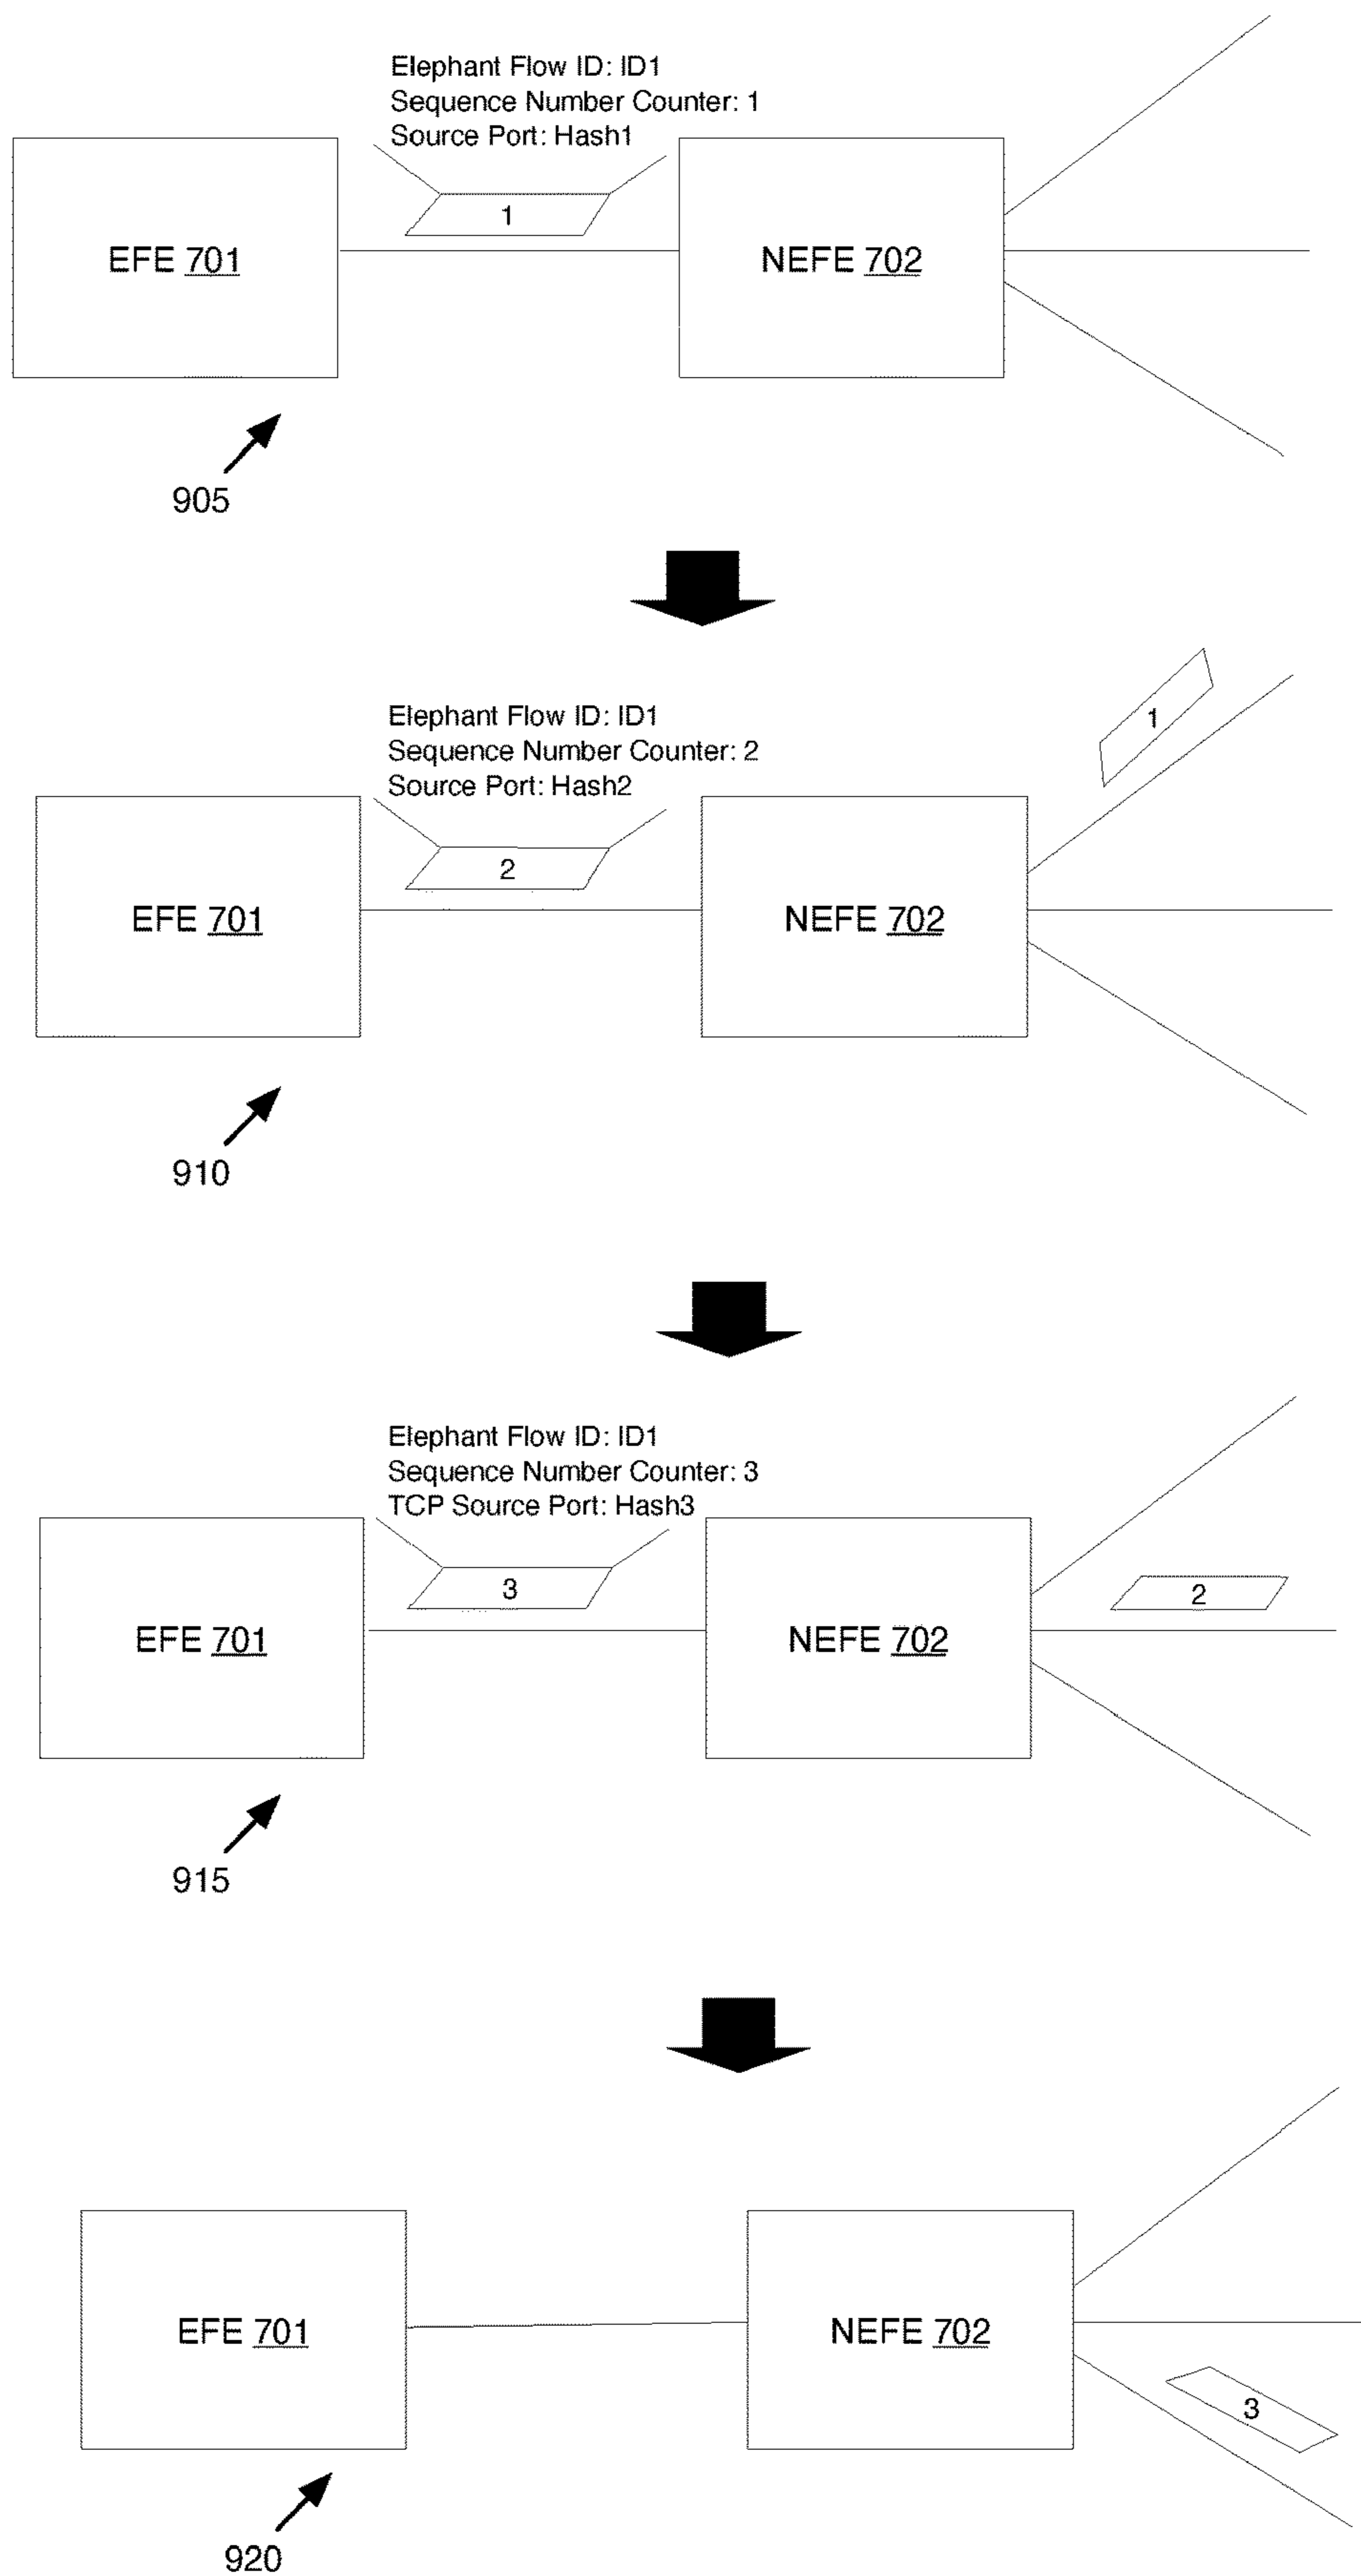 Elephant Flow ID: ID1
Sequence Number Counter: 1
Source Port: Hash1
1
EFE 701
NEFE 702
905
Elephant Flow ID: ID1
Sequence Number Counter: 2
Source Port: Hash2
1
2
EFE 701
NEFE 702
910
Elephant Flow ID: ID1
Sequence Number Counter: 3
TCP Source Port: Hash3
3
2
EFE 701
NEFE 702
915
EFE 701
NEFE 702
3
920